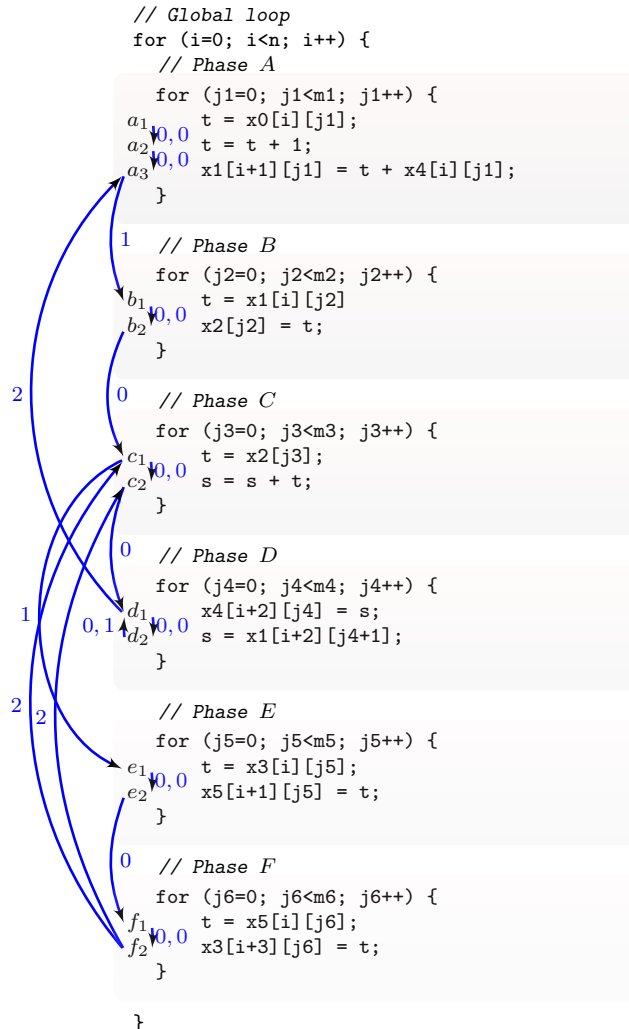 // Global loop
for (i=0; i<n; i++) {
// Phase A
for (j1=0; j1<m1; j1++) {
a1 t = x0[i][j1];
0,0
a2 t = t + 1;
0,0
a3 x1[i+1][j1] = t + x4[i][j1];
}
1
// Phase B
for (j2=0; j2<m2; j2++) {
b1 t = x1[i][j2]
0,0
b2 x2[j2] = t;
}
2 0
// Phase C
for (j3=0; j3<m3; j3++) {
c1 t = x2[j3];
0,0
c2 s = s + t;
}
0
// Phase D
for (j4=0; j4<m4; j4++) {
d1 x4[i+2][j4] = s;
1 0,1 0,0
d2 s = x1[i+2][j4+1];
}
2 2
// Phase E
for (j5=0; j5<m5; j5++) {
e1 t = x3[i][j5];
0,0
e2 x5[i+1][j5] = t;
}
0
// Phase F
for (j6=0; j6<m6; j6++) {
f1 t = x5[i][j6];
0,0
f2 x3[i+3][j6] = t;
}
}